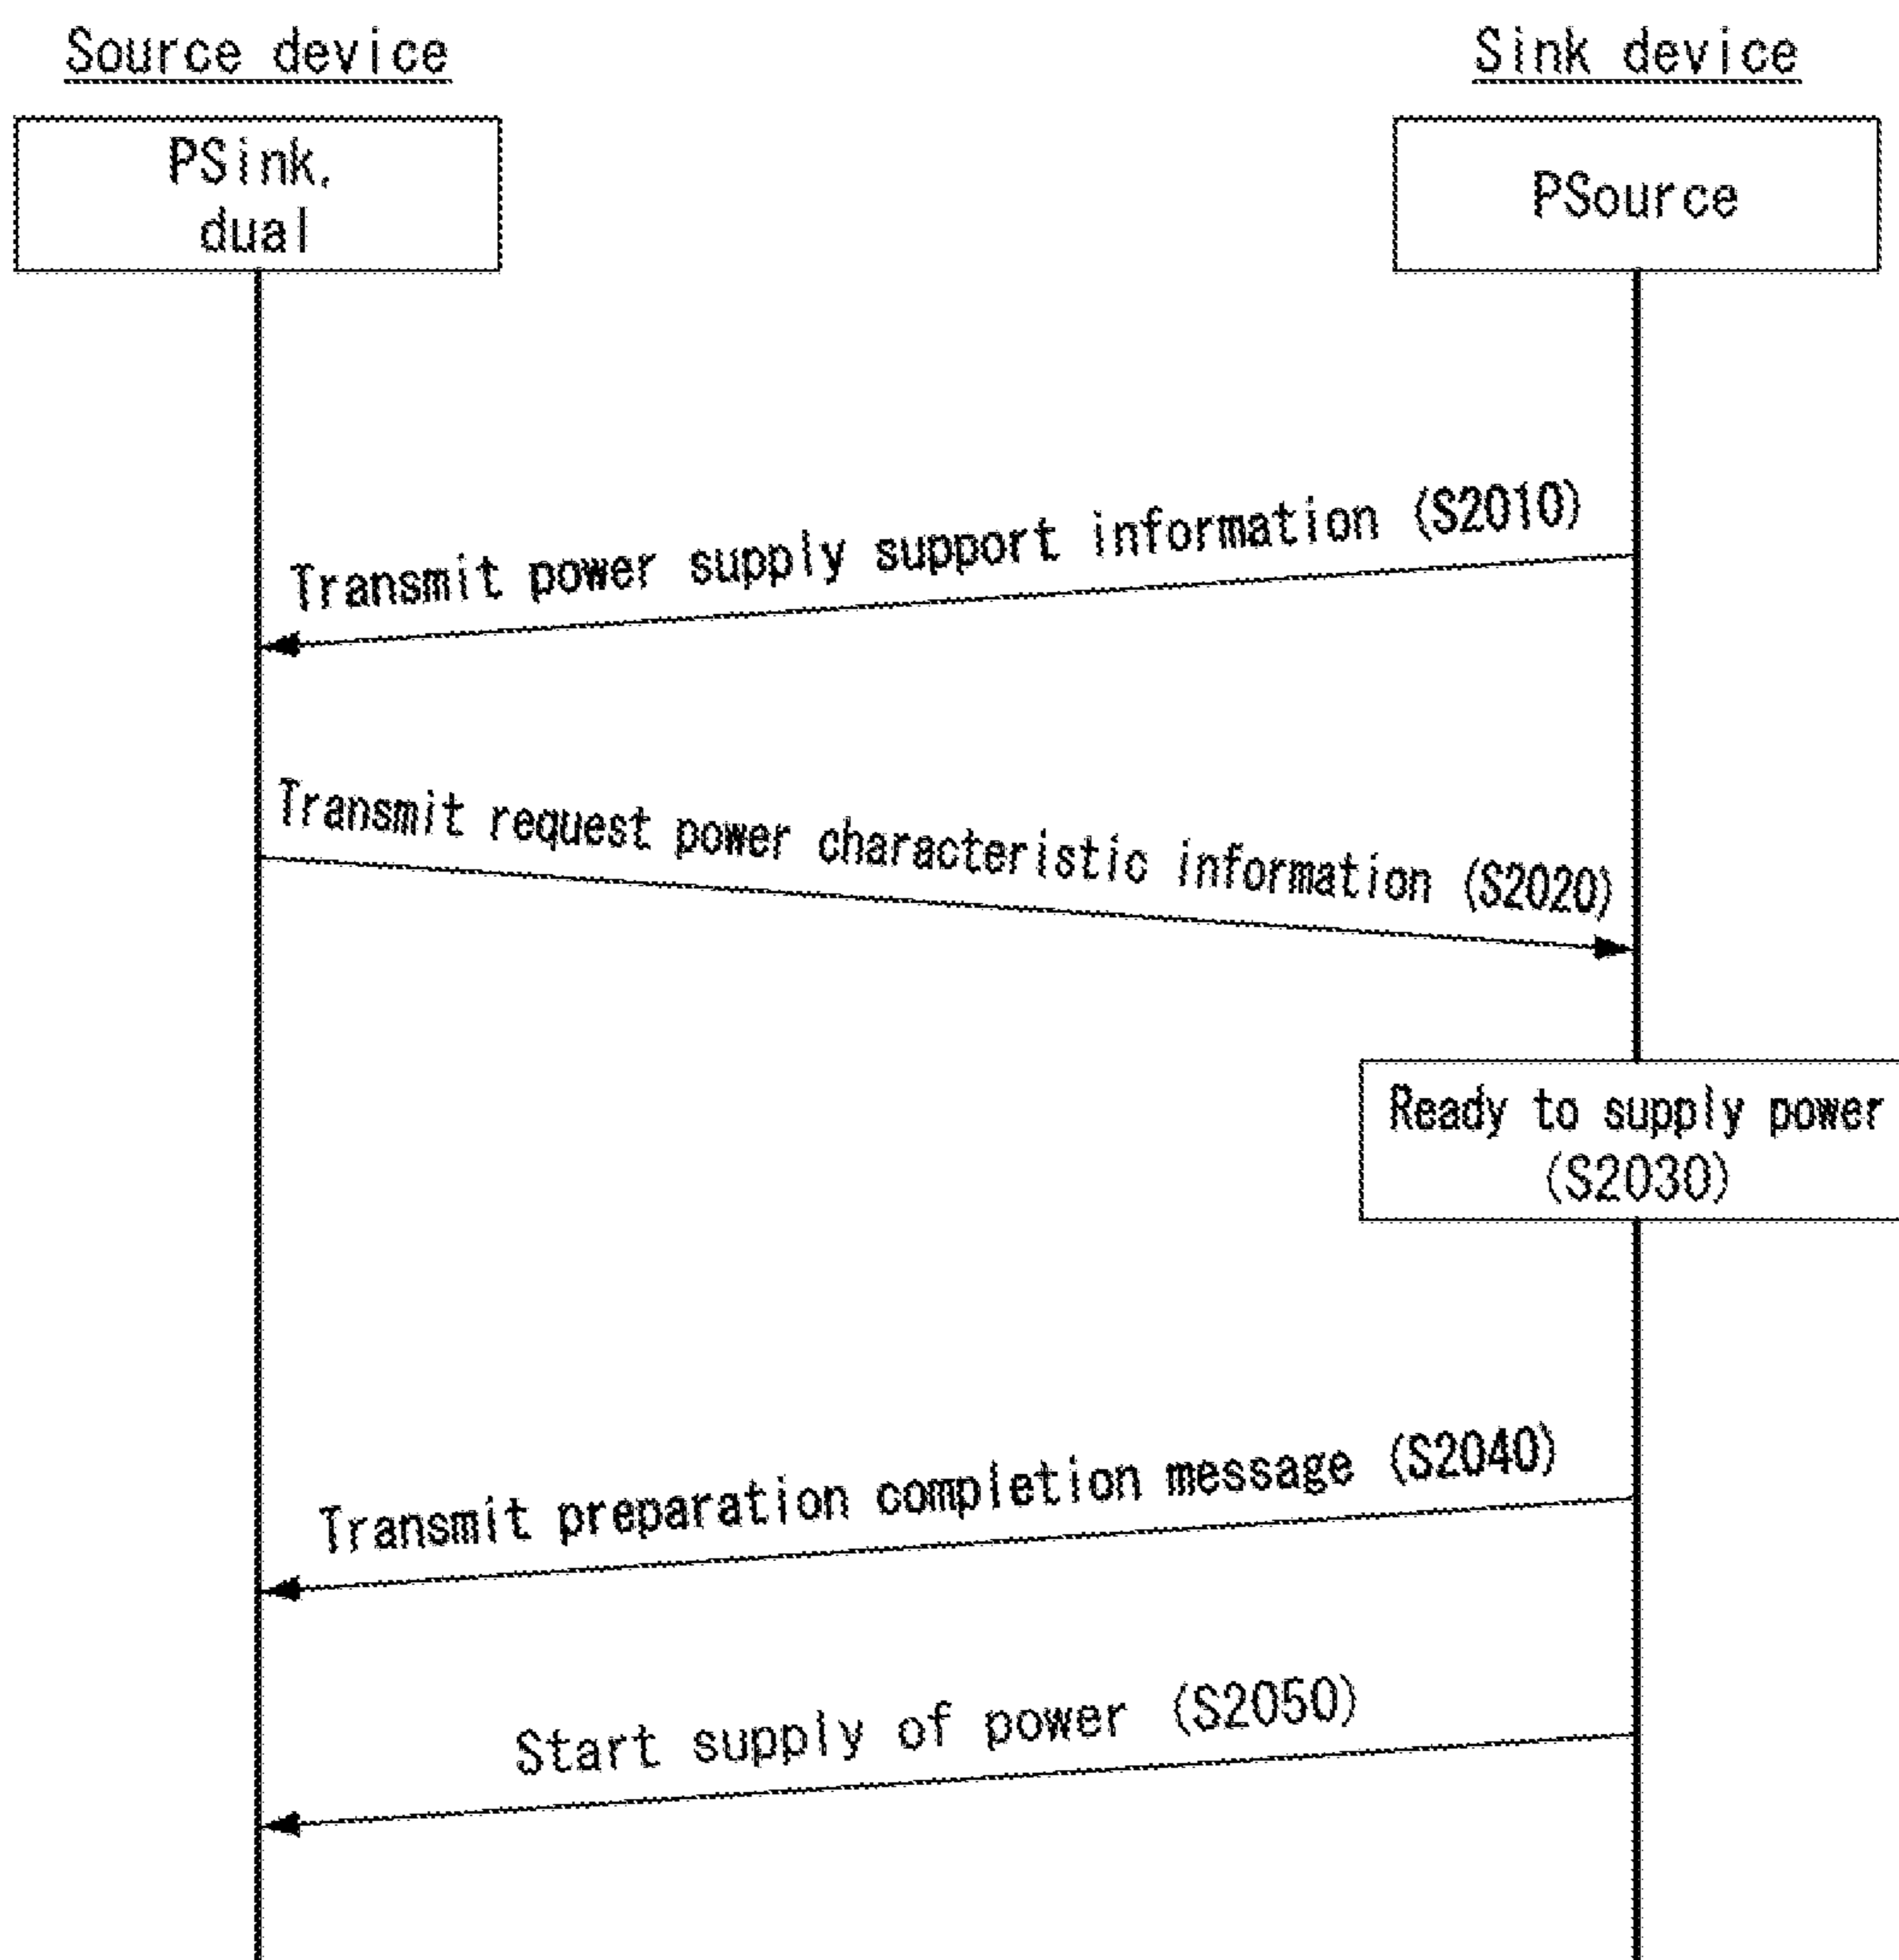 Source device
Sink device
PSink,
dual
PSource
Transmit power supply support information (S2010)
Transmit request power characteristic information (S2020)
Ready to supply power
(S2030)
Transmit preparation completion message (S2040)
Start supply of power (S2050)